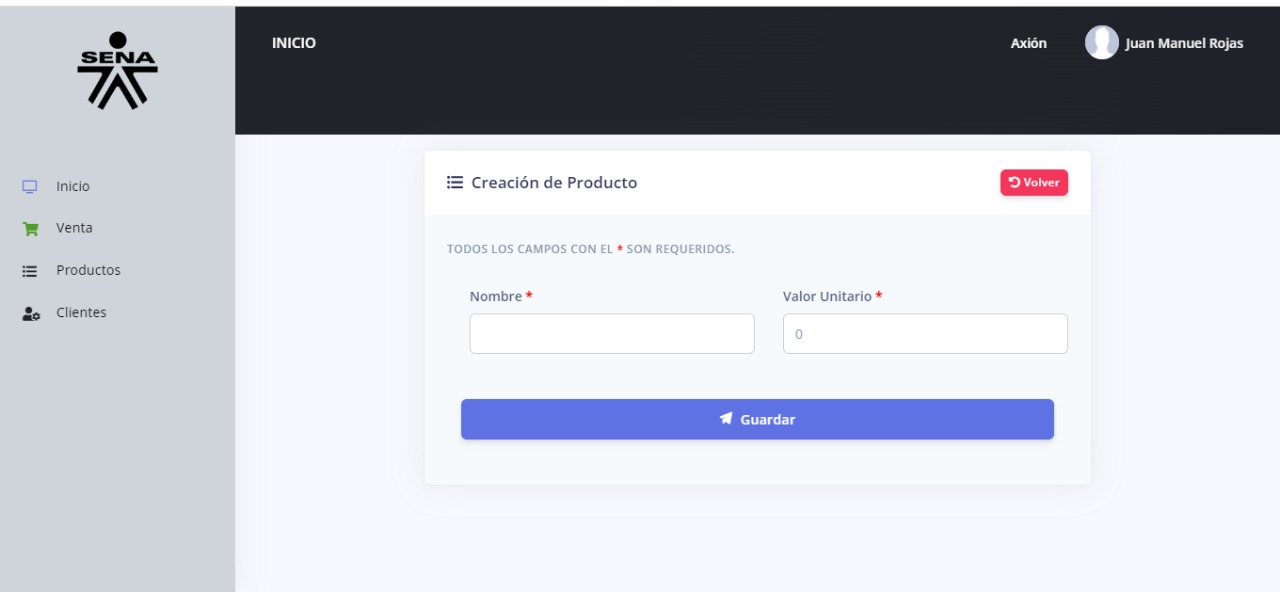 SENA
INICIO
Axión
Juan Manuel Rojas
Inicio
Venta
Productos
Clientes
Creación de Producto
Volver
TODOS LOS CAMPOS CON EL * SON REQUERIDOS.
Nombre *
Valor Unitario *
0
Guardar